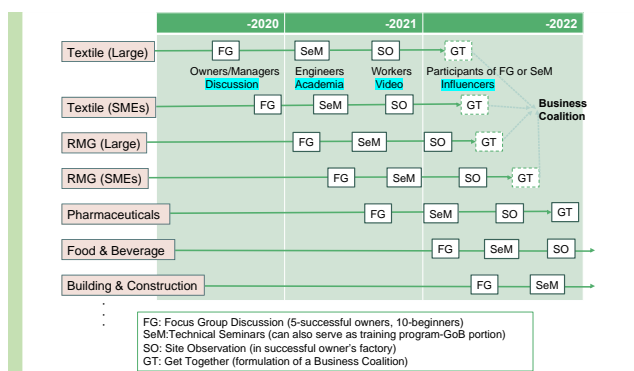 -2020 -2021 -2022
Textile (Large) FG SeM SO GT
Owners/Managers Engineers Workers Participants of FG or SeM
Discussion Academia Video Influencers
Textile (SMEs) FG SeM SO GT Business
Coalition
RMG (Large) FG SeM SO GT
RMG (SMEs) FG SeM SO GT
Pharmaceuticals FG SeM SO GT
Food & Beverage FG SeM SO
Building & Construction FG SeM
FG: Focus Group Discussion (5-successful owners, 10-beginners)
SeM:Technical Seminars (can also serve as training program-GoB portion)
SO: Site Observation (in successful owner's factory)
GT: Get Together (formulation of a Business Coalition)